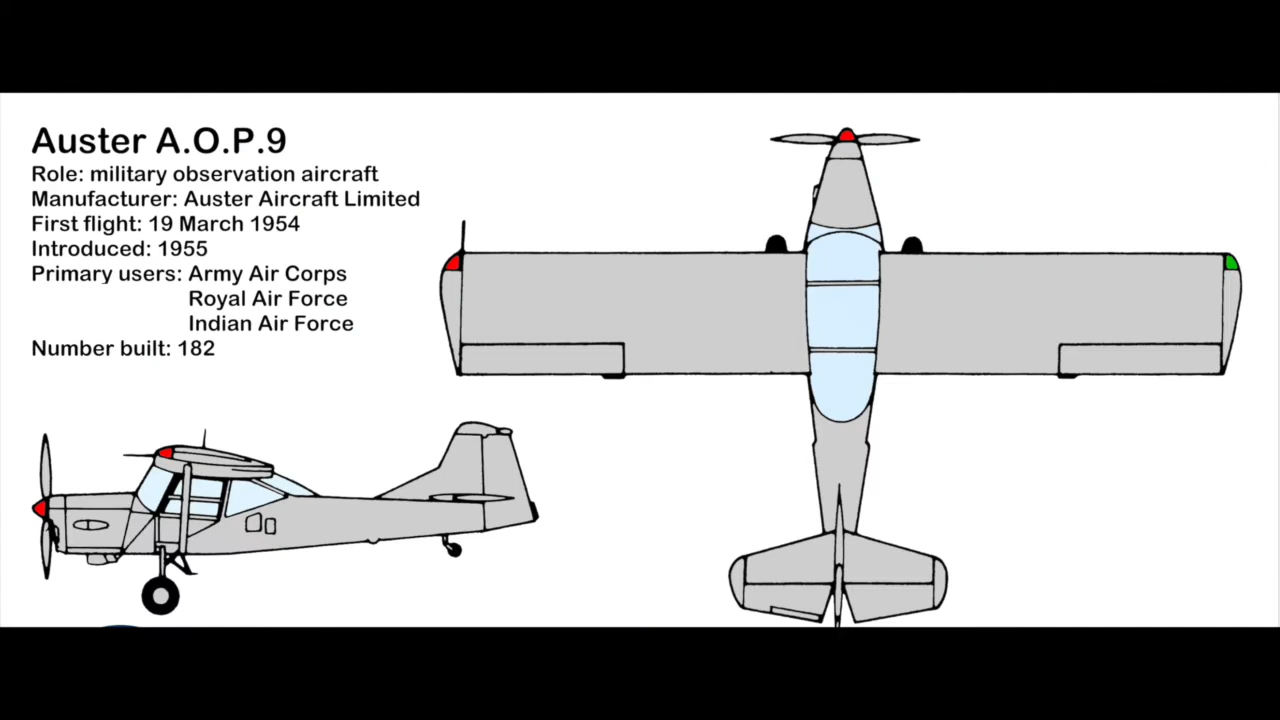 Auster A.O.P.9
Role: military observation aircraft
Manufacturer: Auster Aircraft Limited
First flight: 19 March 1954
Introduced: 1955
Primary users: Army Air Corps
Royal Air Force
Indian Air Force
Number built: 182